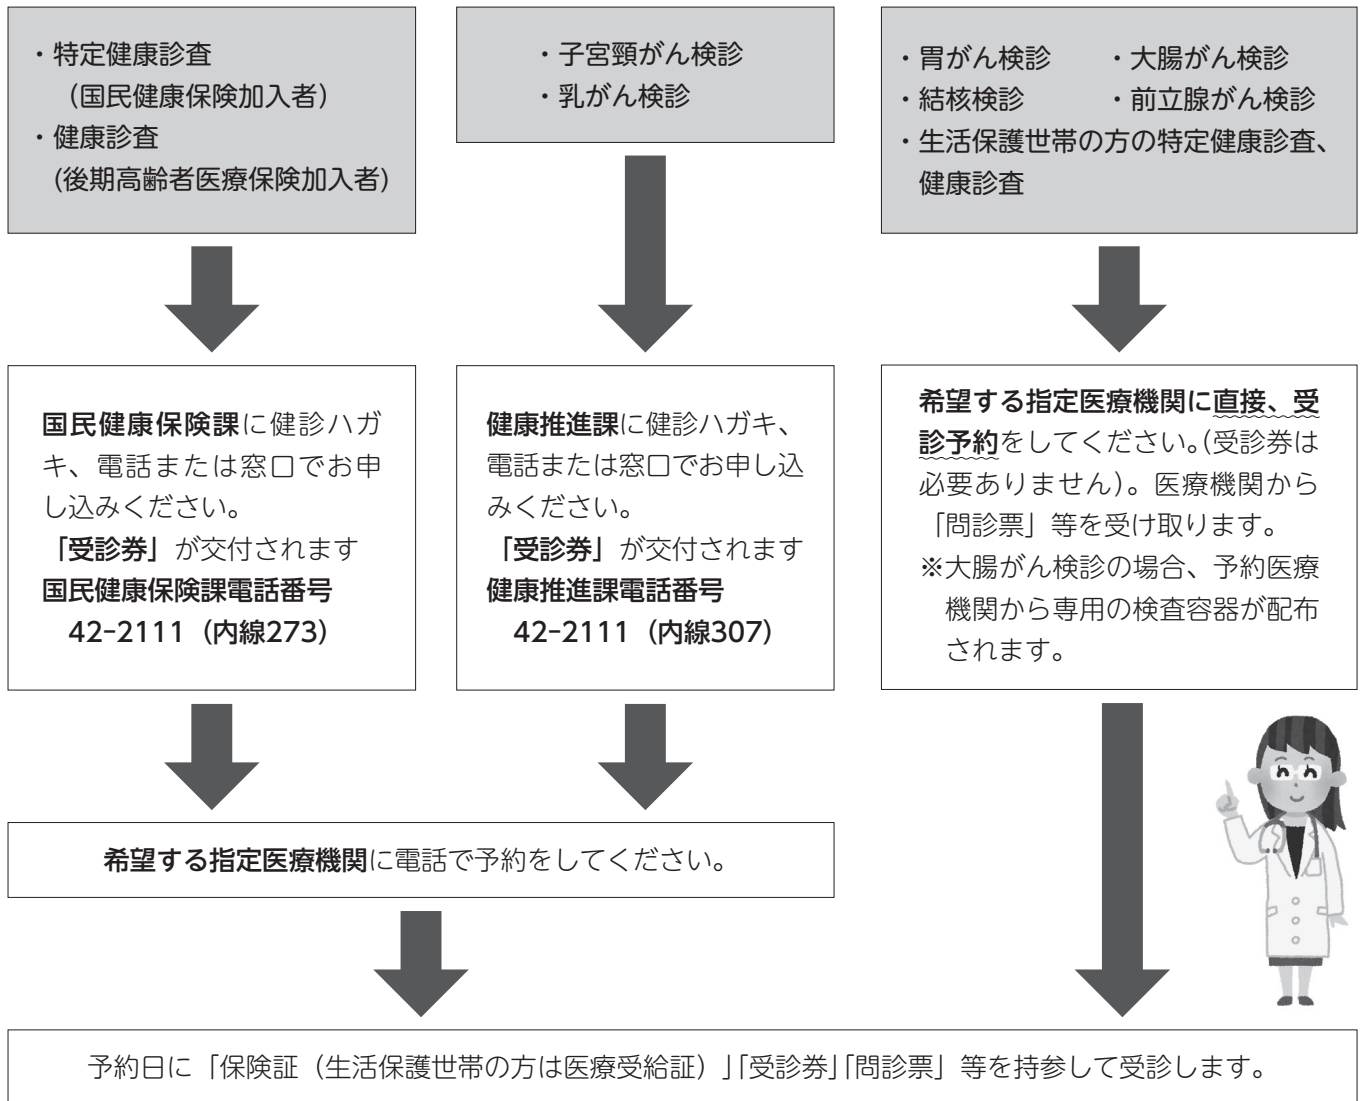 ・特定健康診査
（国民健康保険加入者）
・健康診査
(後期高齢者医療保険加入者)
・子宮頸がん検診
・乳がん検診
・胃がん検診　・大腸がん検診
・結核検診　・前立腺がん検診
・生活保護世帯の方の特定健康診査、
健康診査
国民健康保険課に健診ハガ
キ、電話または窓口でお申
し込みください。
「受診券」が交付されます
国民健康保険課電話番号
42-2111（内線273）
健康推進課に健診ハガキ、
電話または窓口でお申し込
みください。
「受診券」が交付されます
健康推進課電話番号
42-2111（内線307）
希望する指定医療機関に直接、受
診予約をしてください。(受診券は
必要ありません）。医療機関から
「問診票」等を受け取ります。
※大腸がん検診の場合、予約医療
機関から専用の検査容器が配布
されます。
希望する指定医療機関に電話で予約をしてください。
予約日に「保険証（生活保護世帯の方は医療受給証）」「受診券」「問診票」等を持参して受診します。